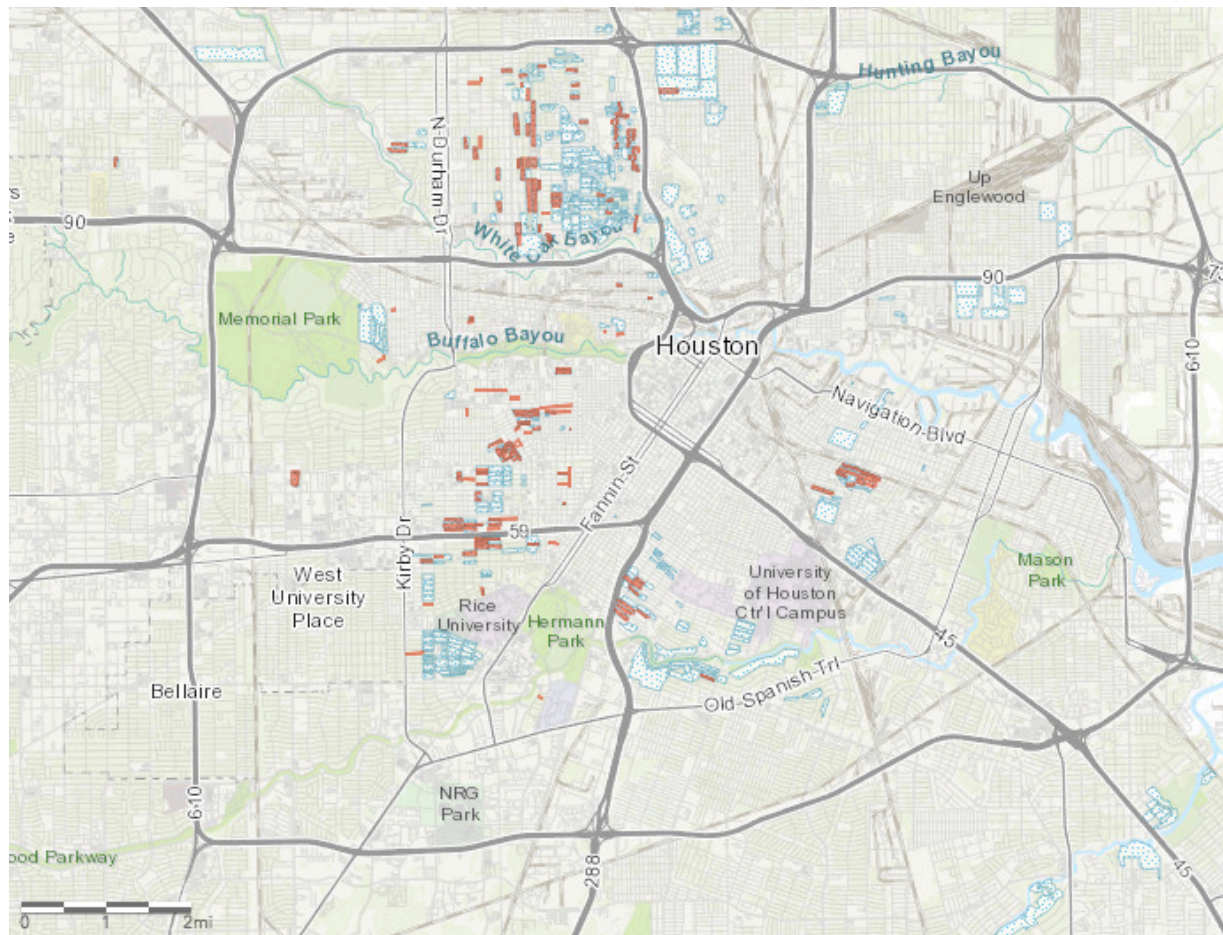 Hunting Bayou
N-Durham-Dr
Up
Englewood
s
e
90
White Oak Bayou
90
73
Memorial Park
Buffalo Bayou
Houston
610
Navigation-Blvd
Fannin-St
59
Kirby Dr
West
University
Place
Rice
University
Hermann
Park
University
of Houston
Ctr'l Campus
Mason
Park
45
Bellaire
Old-Spanish-Trl
610
NRG
Park
ood Parkway
288
45
0 1 2mi